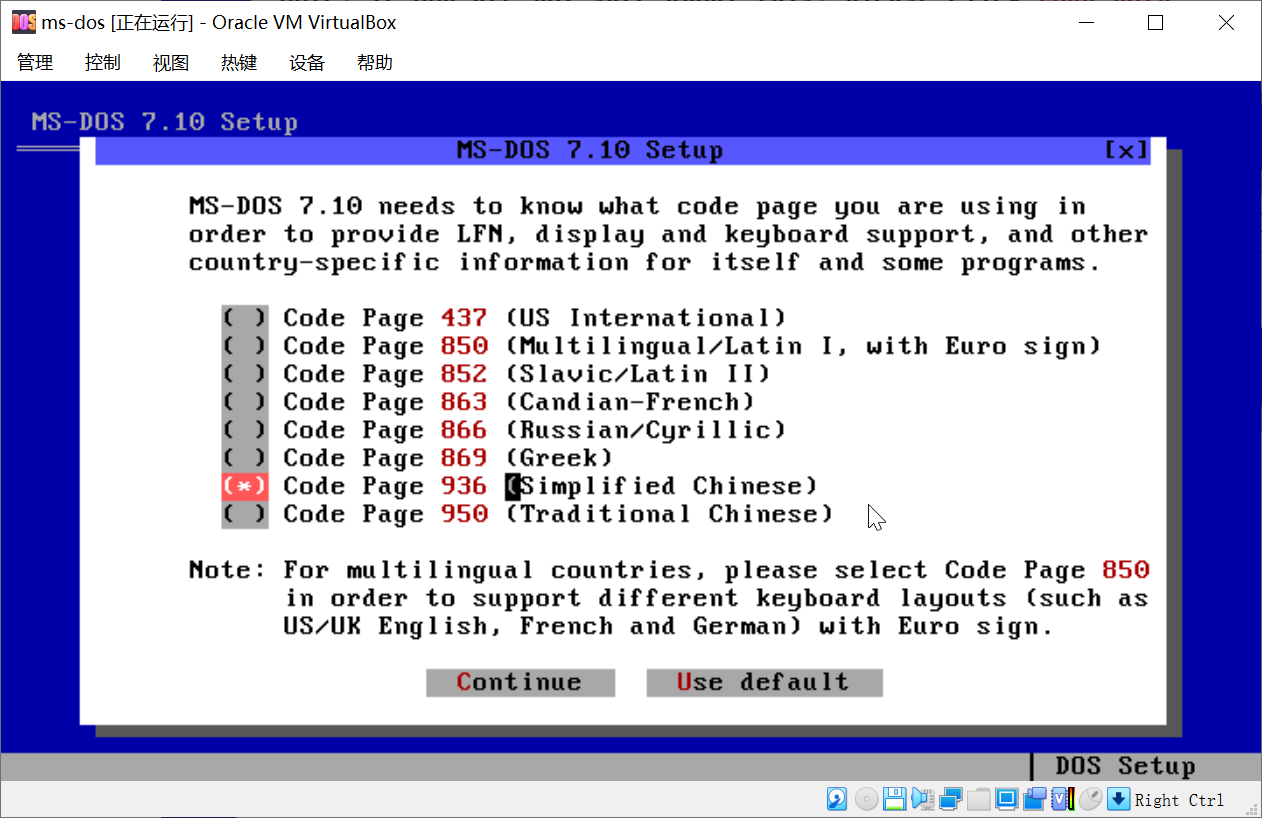 ms-dos [正在运行] - Oracle VM VirtualBox
管理 控制 视图 热键 设备 帮助
MS-DOS 7.10 Setup
MS-DOS 7.10 Setup [x]
MS-DOS 7.10 needs to know what code page you are using in
order to provide LFN, display and keyboard support, and other
country-specific information for itself and some programs.
( ) Code Page 437 (US International)
( ) Code Page 850 (Multilingual/Latin I, with Euro sign)
( ) Code Page 852 (Slavic/Latin II)
( ) Code Page 863 (Candian-French)
( ) Code Page 866 (Russian/Cyrillic)
( ) Code Page 869 (Greek)
(*) Code Page 936 (Simplified Chinese)
( ) Code Page 950 (Traditional Chinese)
Note: For multilingual countries, please select Code Page 850
in order to support different keyboard layouts (such as
US/UK English, French and German) with Euro sign.
Continue Use default
DOS Setup
Right Ctrl